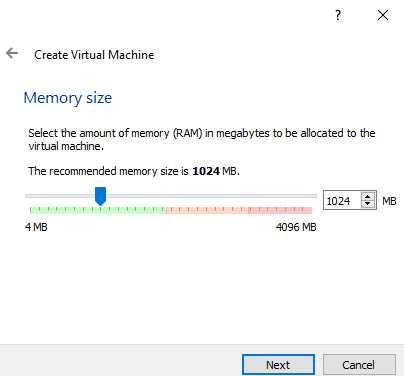 ?
Create Virtual Machine
Memory size
Select the amount of memory (RAM) in megabytes to be allocated to the
virtual machine.
The recommended memory size is 1024 MB.
1024 MB
4 MB 4096 MB
Next Cancel